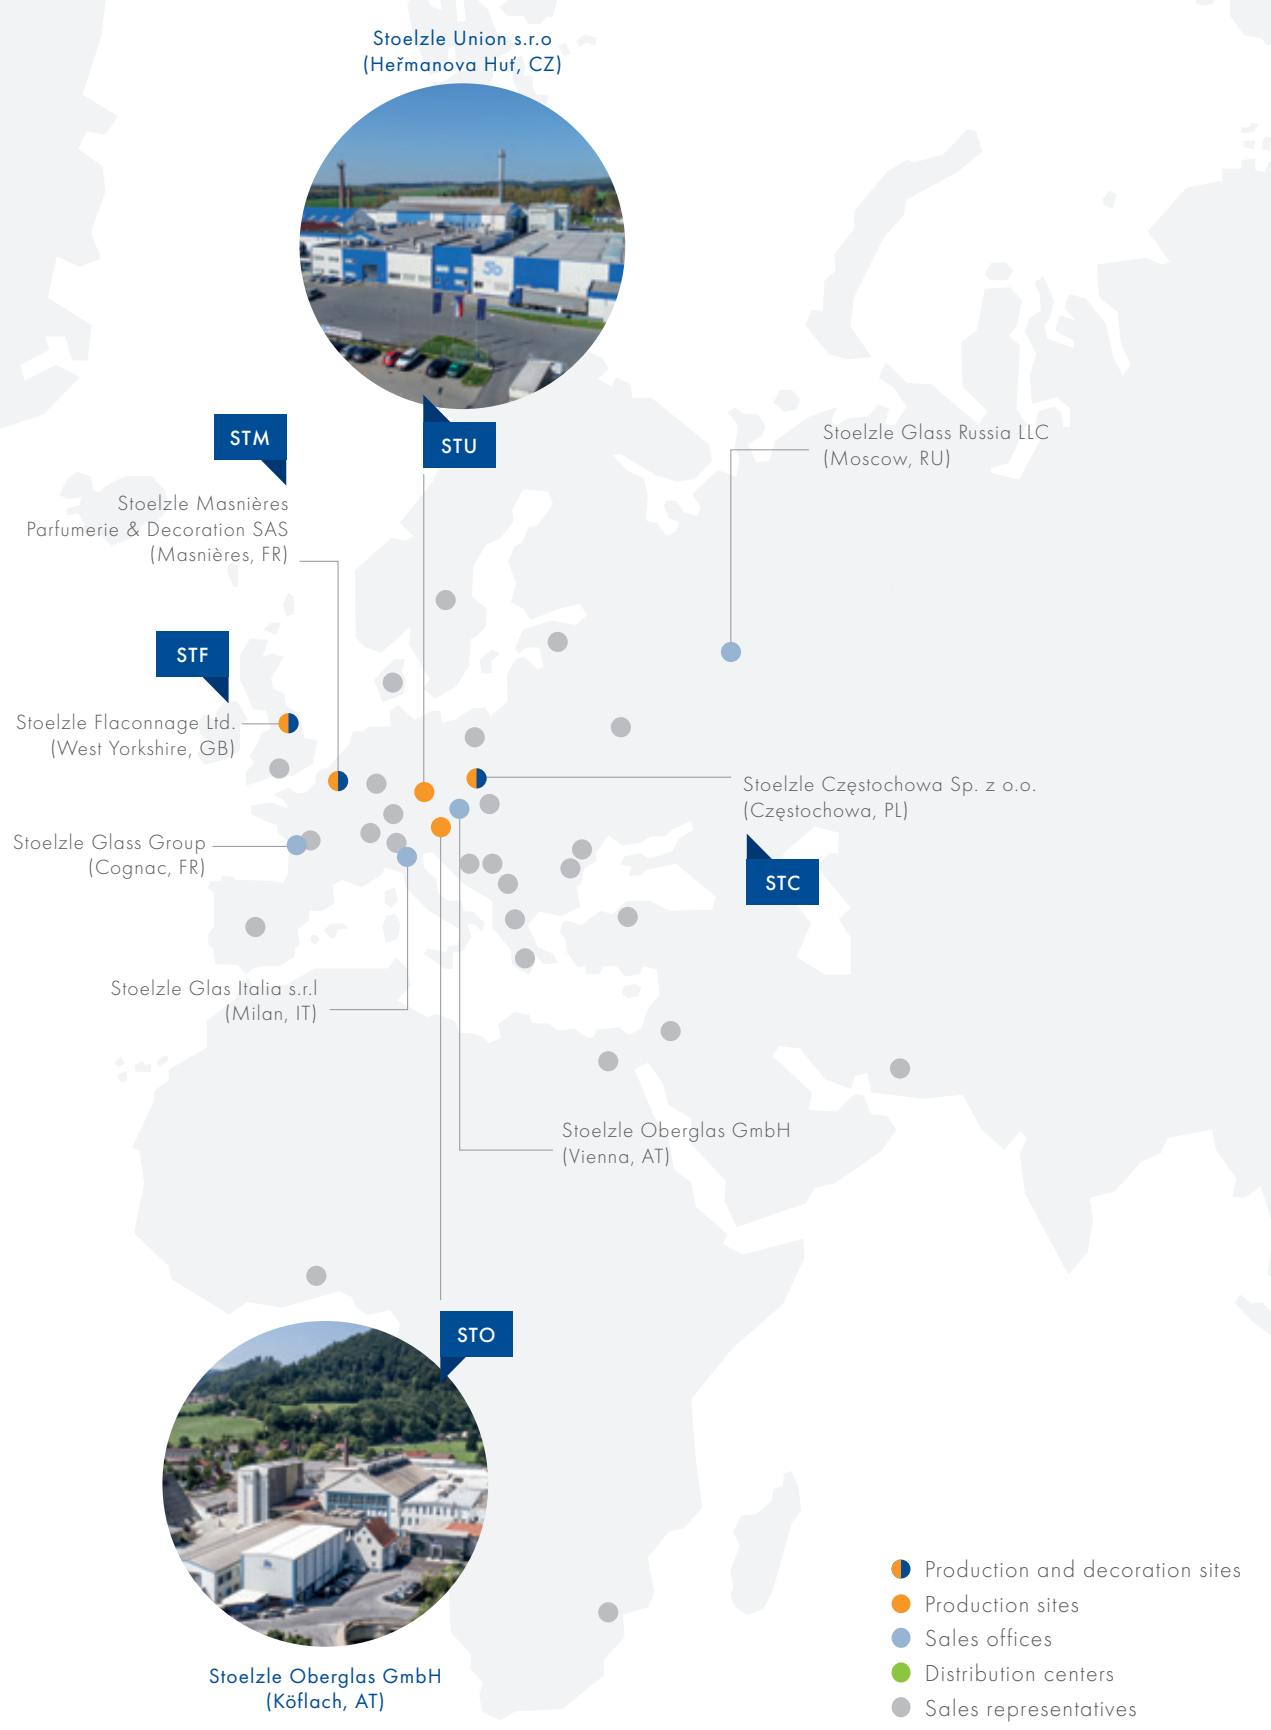 Stoelzle Union s.r.o
(Heřmanova Huť, CZ)
STM
STU
Stoelzle Glass Russia LLC
(Moscow, RU)
Stoelzle Masnières
Parfumerie & Decoration SAS
(Masnières, FR)
STF
Stoelzle Flaconnage Ltd.
(West Yorkshire, GB)
Stoelzle Częstochowa Sp. z o.o.
(Częstochowa, PL)
STC
Stoelzle Glass Group
(Cognac, FR)
Stoelzle Glas Italia s.r.l
(Milan, IT)
Stoelzle Oberglas GmbH
(Vienna, AT)
STO
Stoelzle Oberglas GmbH
(Köflach, AT)
Production and decoration sites
Production sites
Sales offices
Distribution centers
Sales representatives